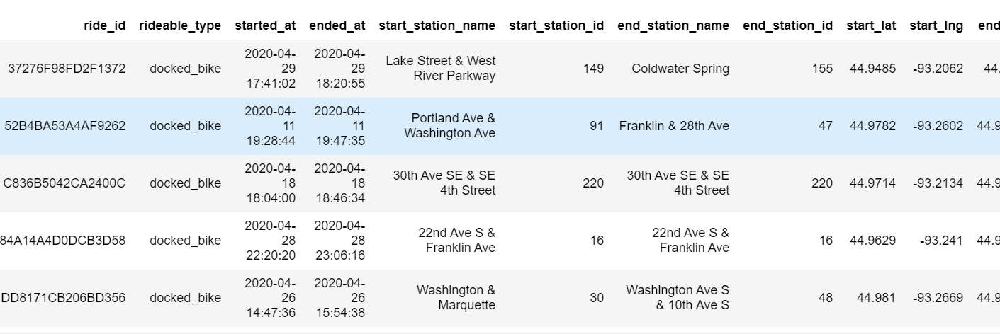 ride_id rideable_type started_at ended_at start_station_name start_station_id end_station_name end_station_id start_lat start_lng end
37276F98FD2F1372 docked_bike 2020-04-29 17:41:02 2020-04-29 18:20:55 Lake Street & West River Parkway 149 Coldwater Spring 155 44.9485 -93.2062 44.
52B4BA53A4AF9262 docked_bike 2020-04-11 19:28:44 2020-04-11 19:47:35 Portland Ave & Washington Ave 91 Franklin & 28th Ave 47 44.9782 -93.2602 44.9
C836B5042CA2400C docked_bike 2020-04-18 18:04:00 2020-04-18 18:46:34 30th Ave SE & SE 4th Street 220 30th Ave SE & SE 4th Street 220 44.9714 -93.2134 44.9
84A14A4D0DCB3D58 docked_bike 2020-04-28 22:20:20 2020-04-28 23:06:16 22nd Ave S & Franklin Ave 16 22nd Ave S & Franklin Ave 16 44.9629 -93.241 44.9
DD8171CB206BD356 docked_bike 2020-04-26 14:47:36 2020-04-26 15:54:38 Washington & Marquette 30 Washington Ave S & 10th Ave S 48 44.981 -93.2669 44.9